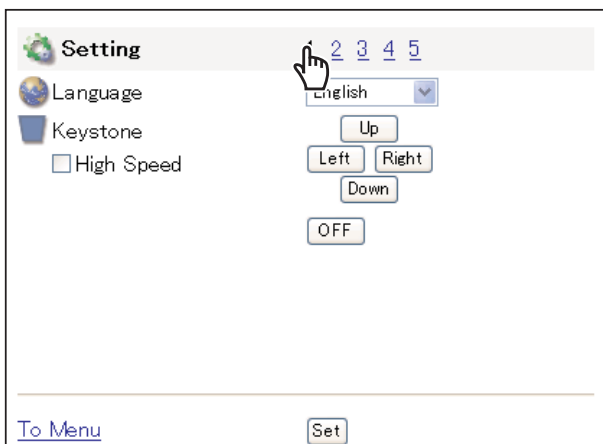 Setting 2 3 4 5
Language English
Keystone Up
High Speed Left Right
Down
OFF
To Menu Set